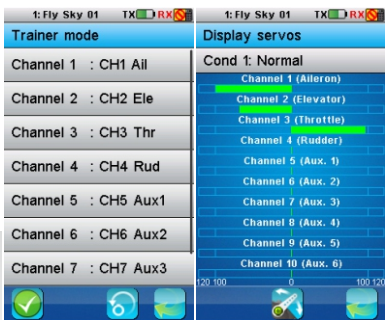 1: Fly Sky 01 TX RX
Trainer mode
Channel 1 : CH1 Ail
Channel 2 : CH2 Ele
Channel 3 : CH3 Thr
Channel 4 : CH4 Rud
Channel 5 : CH5 Aux1
Channel 6 : CH6 Aux2
Channel 7 : CH7 Aux3
1: Fly Sky 01 TX RX
Display servos
Cond 1: Normal
Channel 1 (Aileron)
Channel 2 (Elevator)
Channel 3 (Throttle)
Channel 4 (Rudder)
Channel 5 (Aux. 1)
Channel 6 (Aux. 2)
Channel 7 (Aux. 3)
Channel 8 (Aux. 4)
Channel 9 (Aux. 5)
Channel 10 (Aux. 6)
120 100 0 100 120